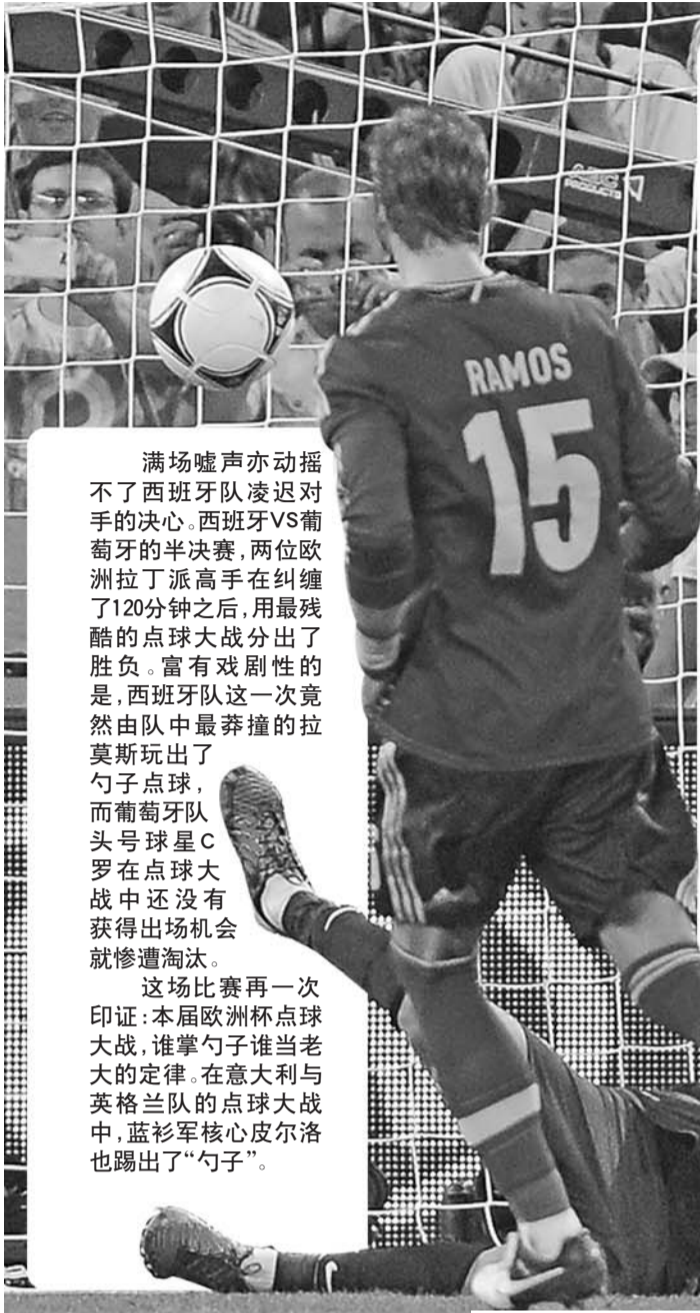 ABC
PRODUCTS
RAMOS
15
满场嘘声亦动摇
不了西班牙队凌迟对
手的决心。西班牙VS葡
萄牙的半决赛，两位欧
洲拉丁派高手在纠缠
了120分钟之后，用最残
酷的点球大战分出了
胜负。富有戏剧性的
是，西班牙队这一次竟
然由队中最莽撞的拉
莫斯玩出了
勺子点球，
而葡萄牙队
头号球星C
罗在点球大
战中还没有
获得出场机会
就惨遭淘汰。
这场比赛再一次
印证：本届欧洲杯点球
大战，谁掌勺子谁当老
大的定律。在意大利与
英格兰队的点球大战
中，蓝衫军核心皮尔洛
也踢出了“勺子”。